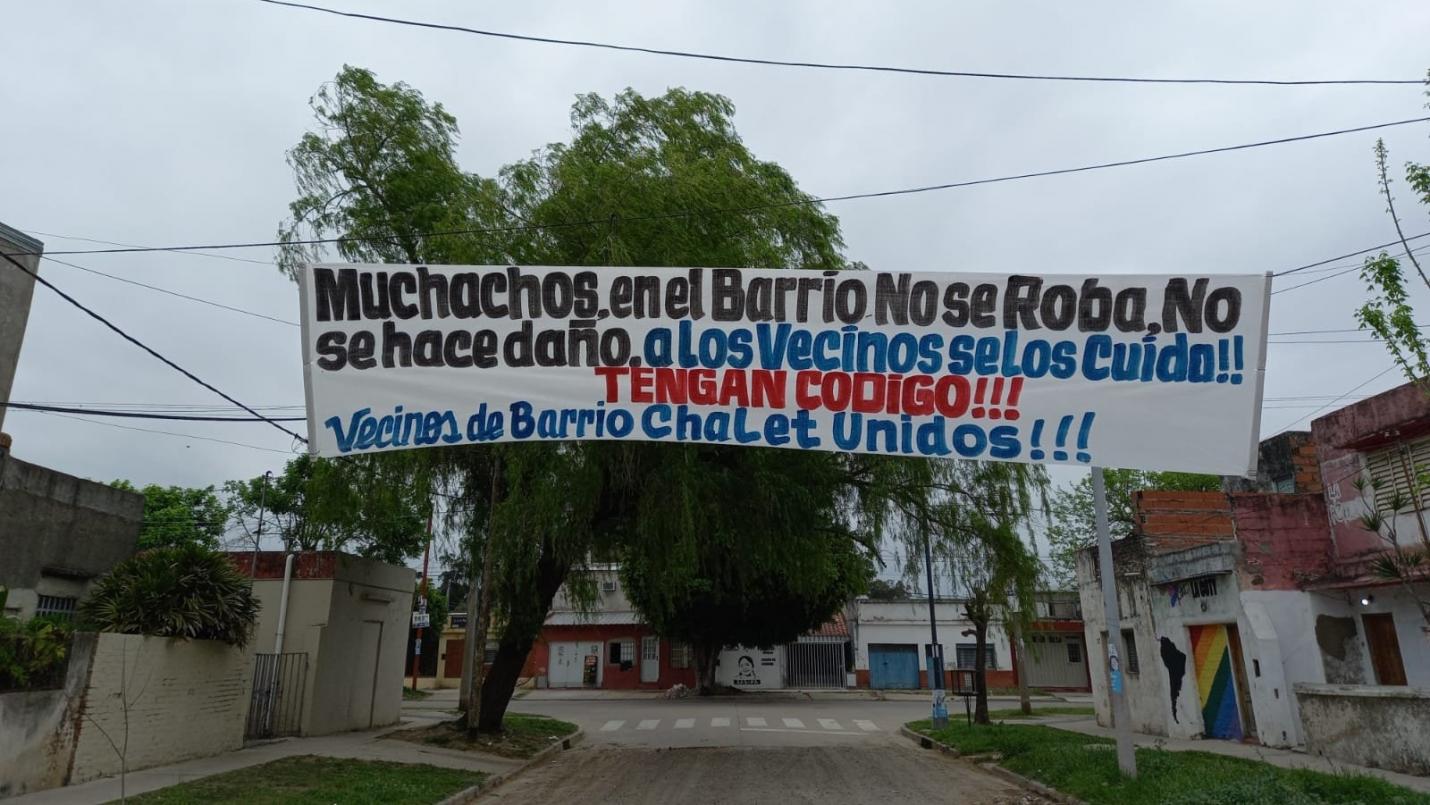 Muchachos, en el Barrio No se Roba, No
se hace daño, a los Vecinos se los Cuida!!
TENGAN CODIGO!!!
Vecinos de Barrio Chalet Unidos!!!